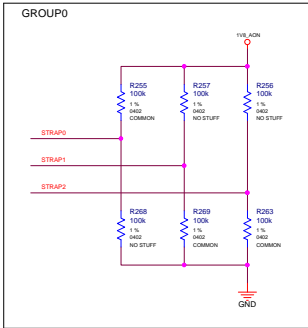 GROUP0
1V8_AON
R255
100k
1 %
0402
COMMON
R257
100k
1 %
0402
NO STUFF
R256
100k
1 %
0402
NO STUFF
STRAP0
STRAP1
STRAP2
R268
100k
1 %
0402
NO STUFF
R269
100k
1 %
0402
COMMON
R263
100k
1 %
0402
COMMON
GND